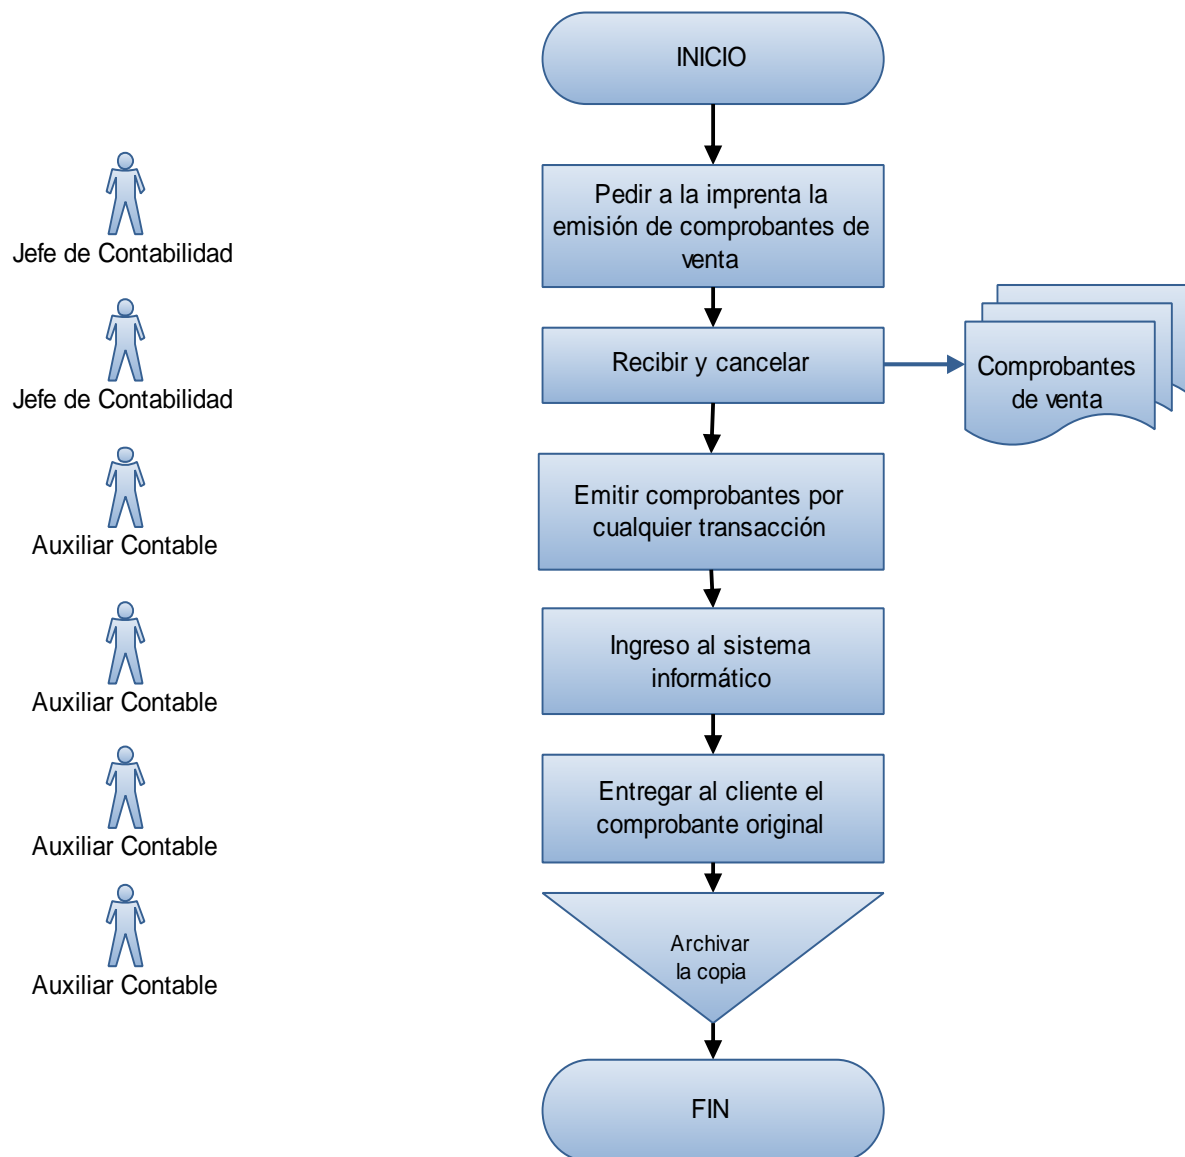 INICIO
Jefe de Contabilidad
Pedir a la imprenta la
emisión de comprobantes de
venta
Jefe de Contabilidad
Recibir y cancelar
Comprobantes
de venta
Auxiliar Contable
Emitir comprobantes por
cualquier transacción
Auxiliar Contable
Ingreso al sistema
informático
Auxiliar Contable
Entregar al cliente el
comprobante original
Auxiliar Contable
Archivar
la copia
FIN